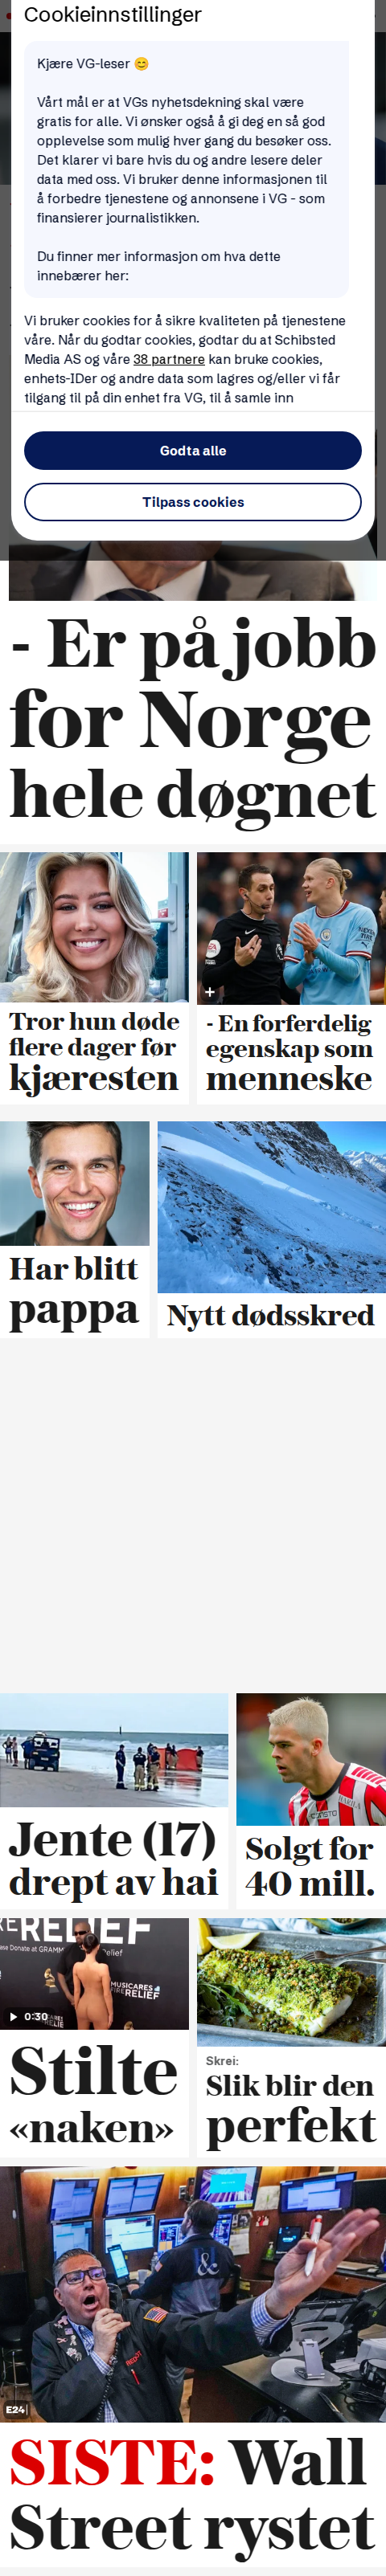 Cookieinnstillinger
Kjære VG-leser 😊
Vårt mål er at VGs nyhetsdekning skal være
gratis for alle. Vi ønsker også å gi deg en så god
opplevelse som mulig hver gang du besøker oss.
Det klarer vi bare hvis du og andre lesere deler
data med oss. Vi bruker denne informasjonen til
å forbedre tjenestene og annonsene i VG - som
finansierer journalistikken.
Du finner mer informasjon om hva dette
innebærer her:
Vi bruker cookies for å sikre kvaliteten på tjenestene
våre. Når du godtar cookies, godtar du at Schibsted
Media AS og våre 38 partnere kan bruke cookies,
enhets-IDer og andre data som lagres og/eller vi får
tilgang til på din enhet fra VG, til å samle inn
Godta alle
Tilpass cookies
- Er på jobb
for Norge
hele døgnet
Tror hun døde
flere dager før
kjæresten
- En forferdelig
egenskap som
menneske
Har blitt
pappa
Nytt dødsskred
Jente (17)
drept av hai
Solgt for
40 mill.
RELIEF
MUSICARES
FIRE RELIEF
0:30
Stilte
«naken»
Skrei:
Slik blir den
perfekt
E24
SISTE: Wall
Street rystet